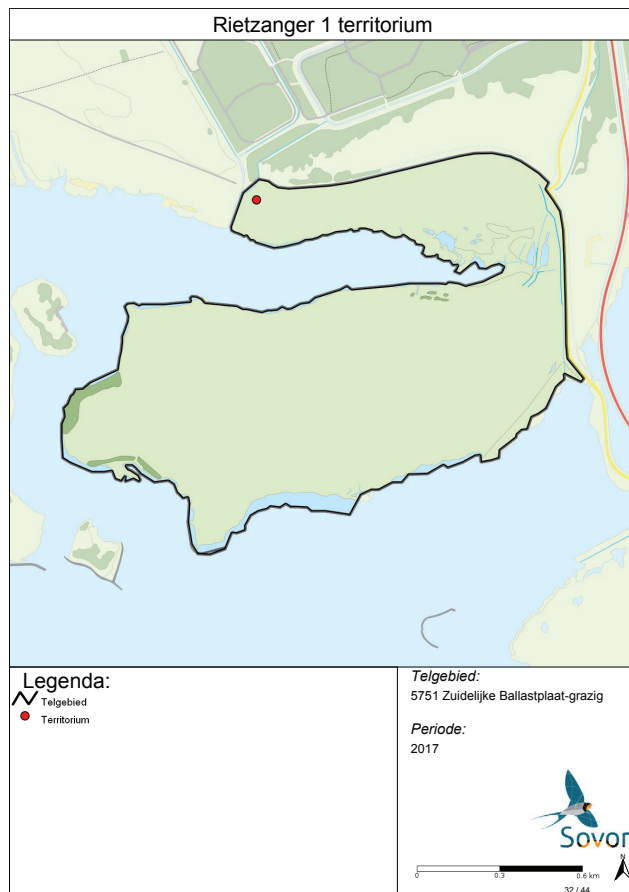 Rietzanger 1 territorium
Legenda:
Telgebied
Territorium
Telgebied:
5751 Zuidelijke Ballastplaat-grazig
Periode:
2017
Sovon
N
0 0.3 0.6 km
32 / 44